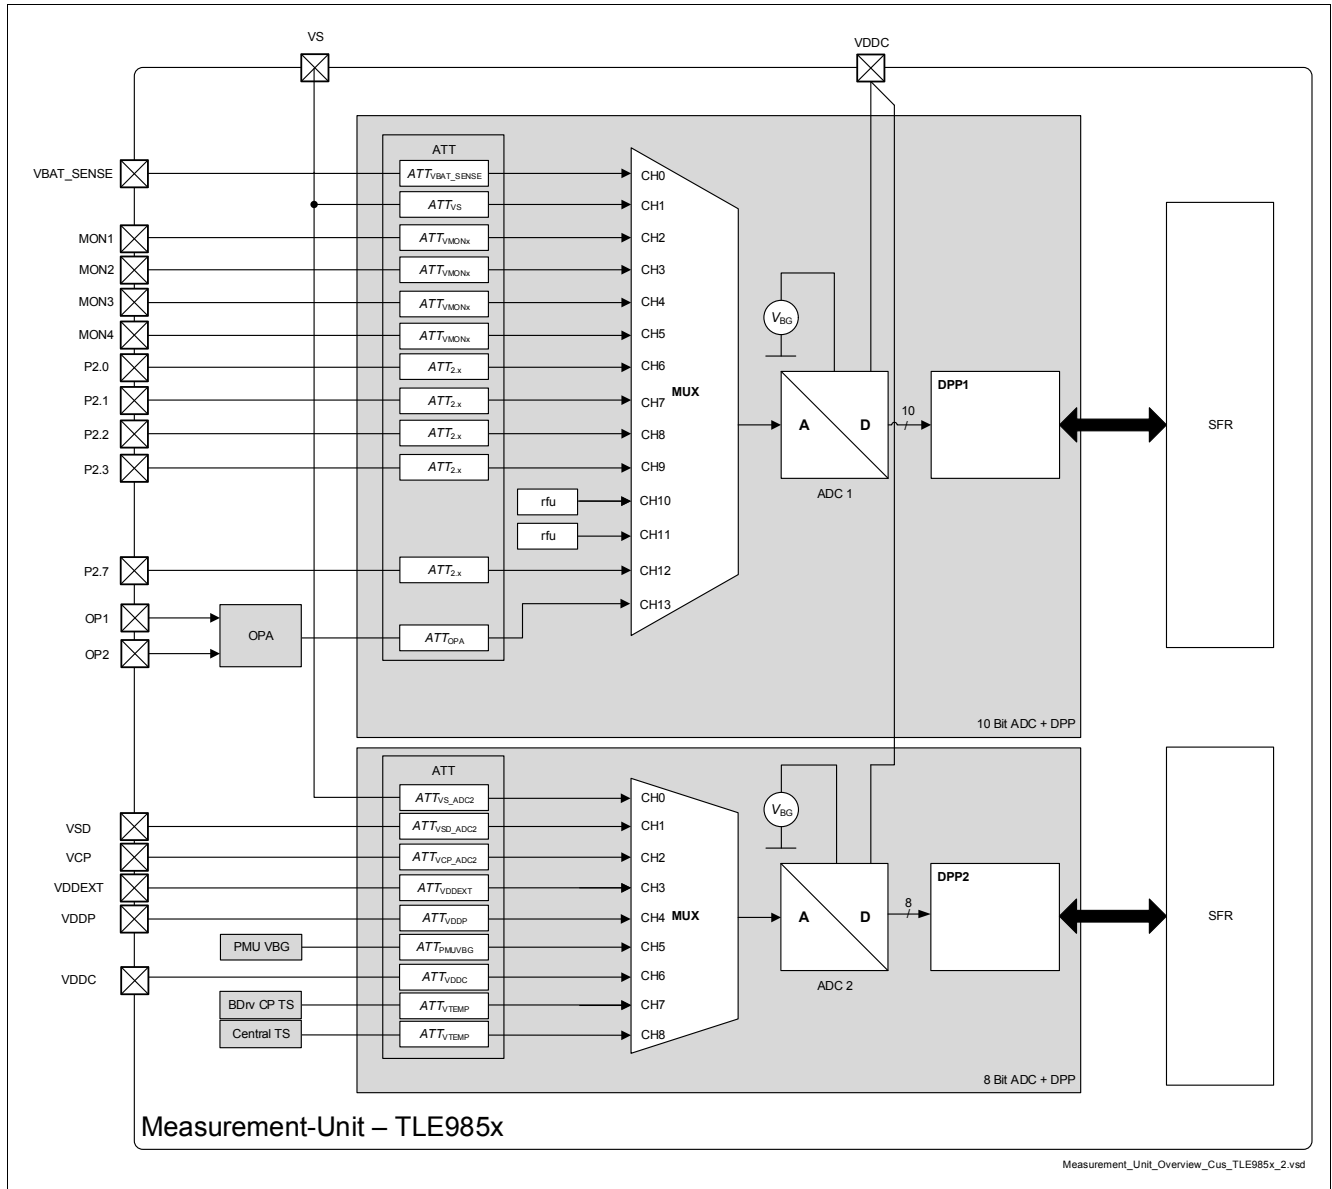 VS
VDDC
ATT
VBAT_SENSE ATTVBAT_SENSE CH0
ATTVS CH1
MON1 ATTVMONx CH2
MON2 ATTVMONx CH3
MON3 ATTVMONx CH4
MON4 ATTVMONx CH5
VBG
P2.0 ATT2.x CH6
MUX
DPP1
P2.1 ATT2.x CH7
P2.2 ATT2.x CH8
A D 10
SFR
P2.3 ATT2.x CH9
ADC 1
rfu CH10
rfu CH11
P2.7 ATT2.x CH12
CH13
OP1
OPA
ATTOPA
OP2
10 Bit ADC + DPP
ATT
ATTVS_ADC2 CH0
VBG
VSD ATTVSD_ADC2 CH1
VCP ATTVCP_ADC2 CH2
DPP2
VDDEXT ATTVDDEXT CH3
VDDP ATTVDDP CH4 MUX
A D 8
SFR
PMU VBG ATTPMUVBG CH5
VDDC ATTVDDC CH6
ADC 2
BDrv CP TS ATTVTEMP CH7
Central TS ATTVTEMP CH8
8 Bit ADC + DPP
Measurement-Unit – TLE985x
Measurement_Unit_Overview_Cus_TLE985x_2.vsd